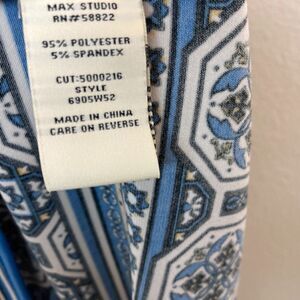 MAX STUDIO
RN#58822
95% POLYESTER
5% SPANDEX
CUT:5000216
STYLE
6905W52
MADE IN CHINA
CARE ON REVERSE